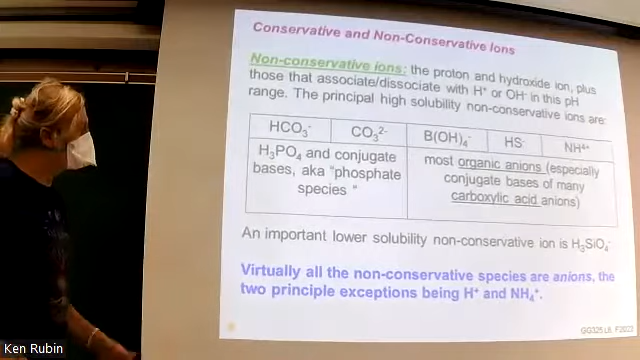 Conservative and Non-Conservative Ions
Non-conservative ions: the proton and hydroxide ion, plus
those that associate/dissociate with H⁺ or OH⁻ in this pH
range. The principal high solubility non-conservative ions are:
HCO₃⁻ CO₃²⁻ B(OH)₄⁻ HS⁻ NH⁴⁺
H₃PO₄ and conjugate
bases, aka "phosphate
species "
most organic anions (especially
conjugate bases of many
carboxylic acid anions)
An important lower solubility non-conservative ion is H₃SiO₄⁻
Virtually all the non-conservative species are anions, the
two principle exceptions being H⁺ and NH₄⁺.
GG325 L6, F2022
Ken Rubin